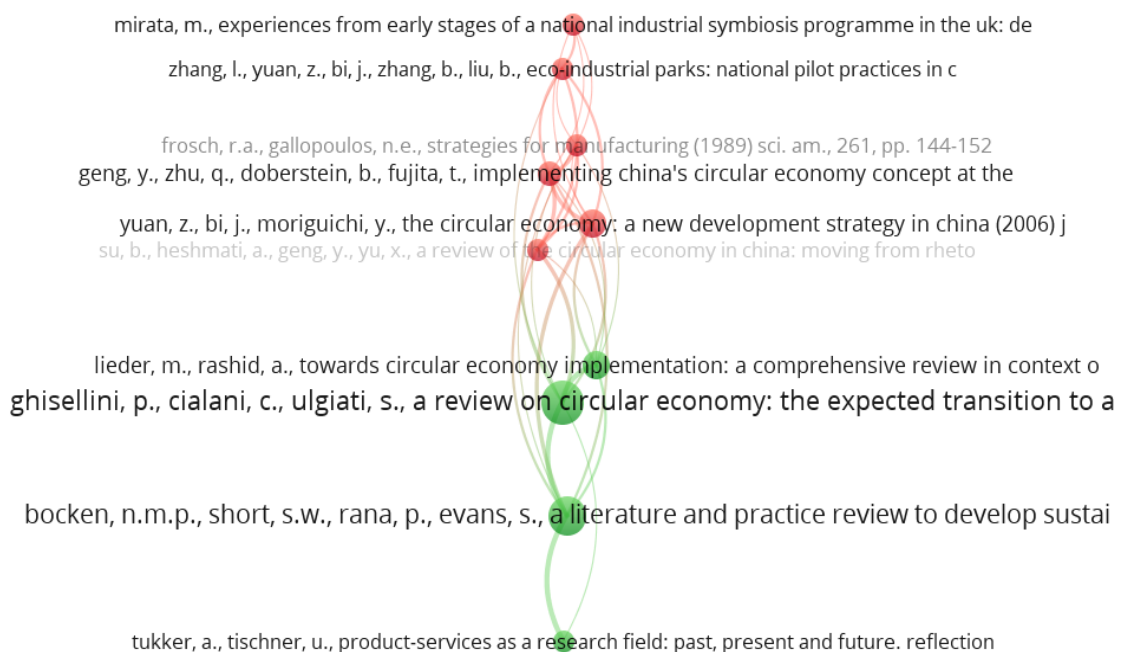 mirata, m., experiences from early stages of a national industrial symbiosis programme in the uk: de
zhang, l., yuan, z., bi, j., zhang, b., liu, b., eco-industrial parks: national pilot practices in c
frosch, r.a., gallopoulos, n.e., strategies for manufacturing (1989) sci. am., 261, pp. 144-152
geng, y., zhu, q., doberstein, b., fujita, t., implementing china's circular economy concept at the
yuan, z., bi, j., moriguichi, y., the circular economy: a new development strategy in china (2006) j
su, b., heshmati, a., geng, y., yu, x., a review of the circular economy in china: moving from rheto
lieder, m., rashid, a., towards circular economy implementation: a comprehensive review in context o
ghisellini, p., cialani, c., ulgiati, s., a review on circular economy: the expected transition to a
bocken, n.m.p., short, s.w., rana, p., evans, s., a literature and practice review to develop sustai
tukker, a., tischner, u., product-services as a research field: past, present and future. reflection